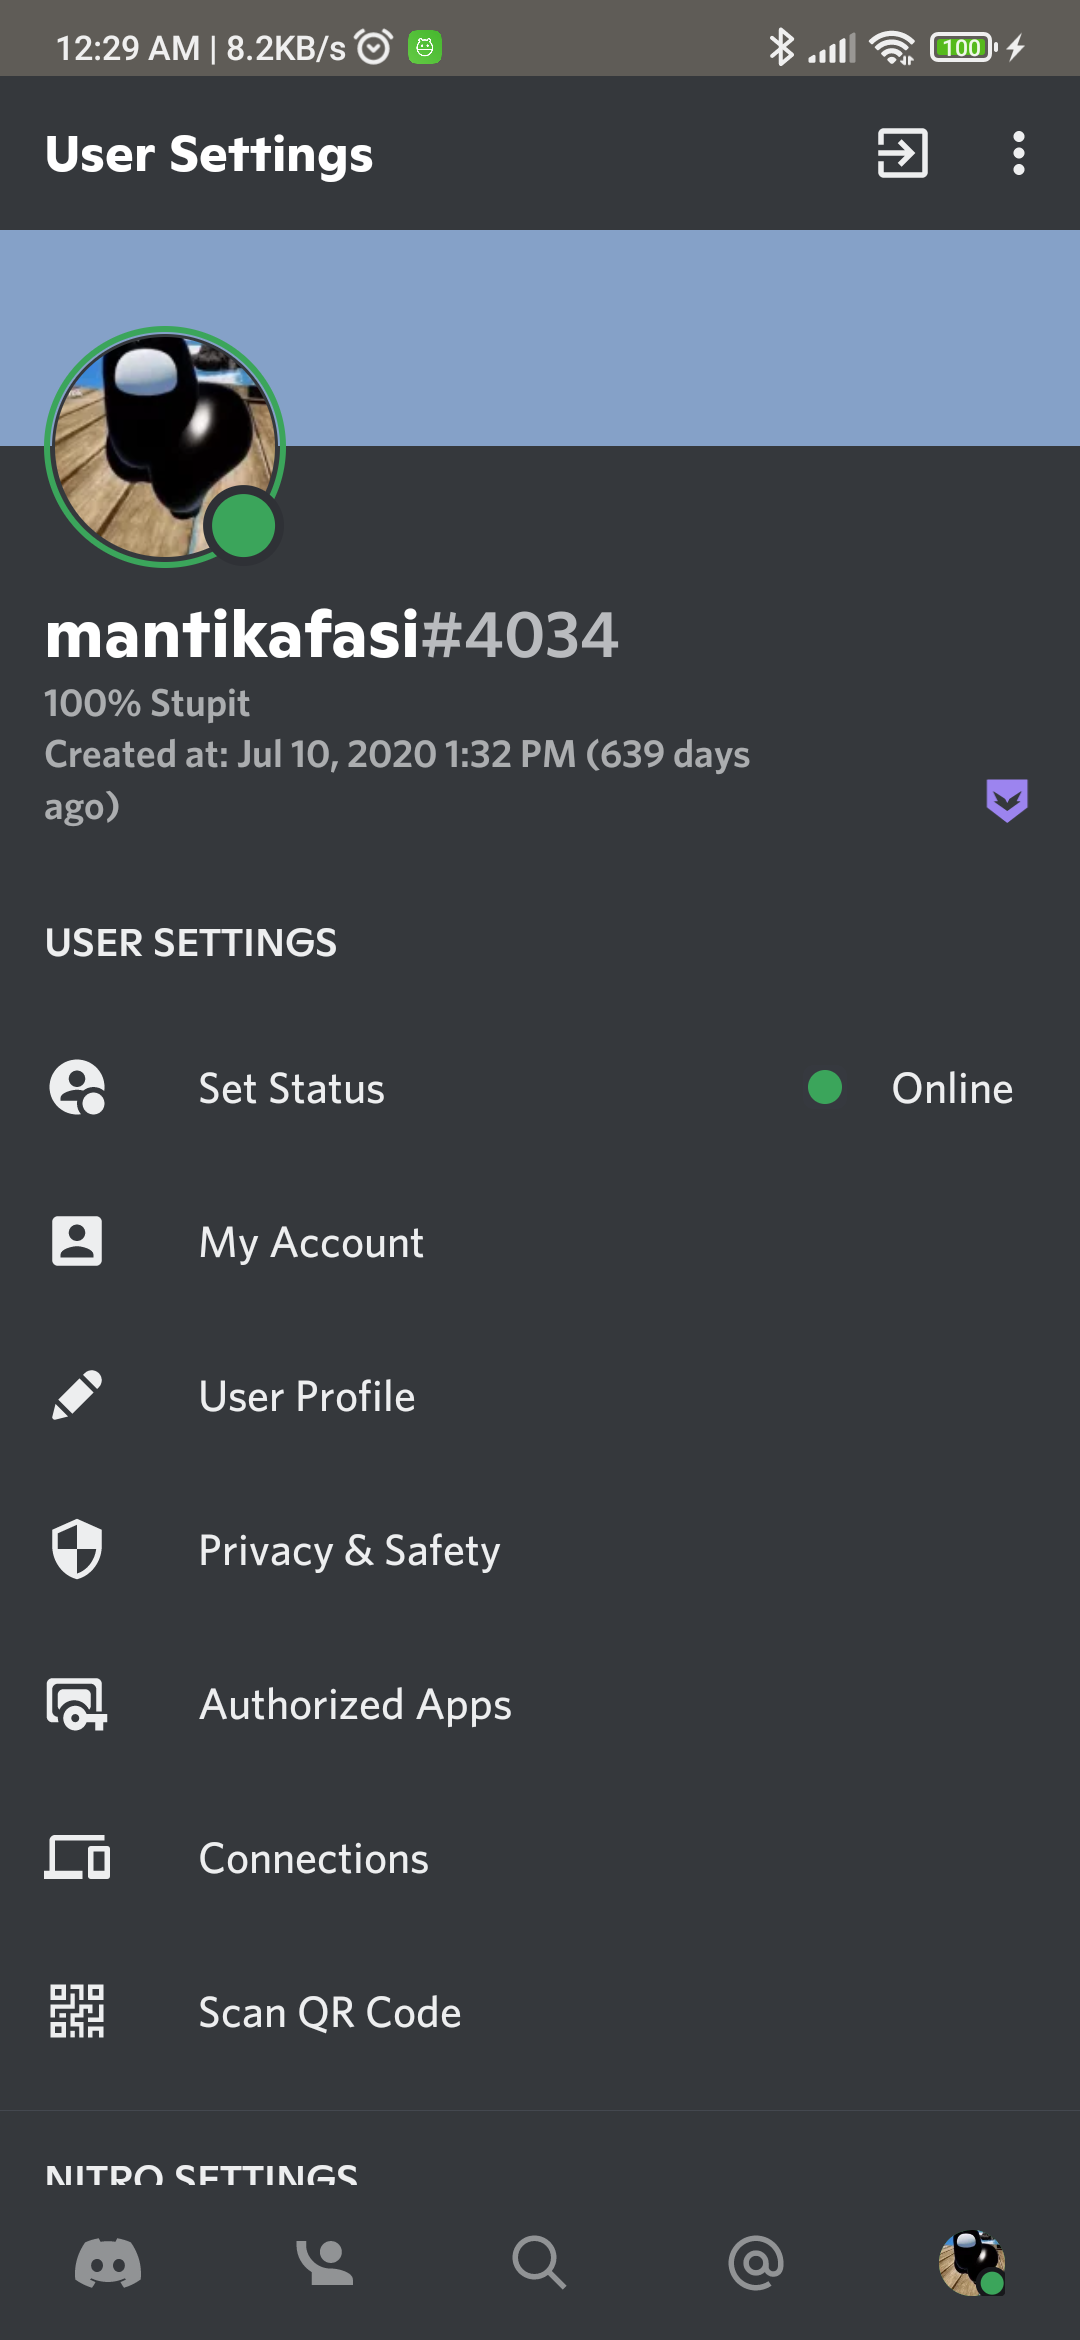 12:29 AM | 8.2KB/s
100
User Settings
mantikafasi#4034
100% Stupit
Created at: Jul 10, 2020 1:32 PM (639 days
ago)
USER SETTINGS
Set Status
Online
My Account
User Profile
Privacy & Safety
Authorized Apps
Connections
Scan QR Code
NITRO SETTINGS